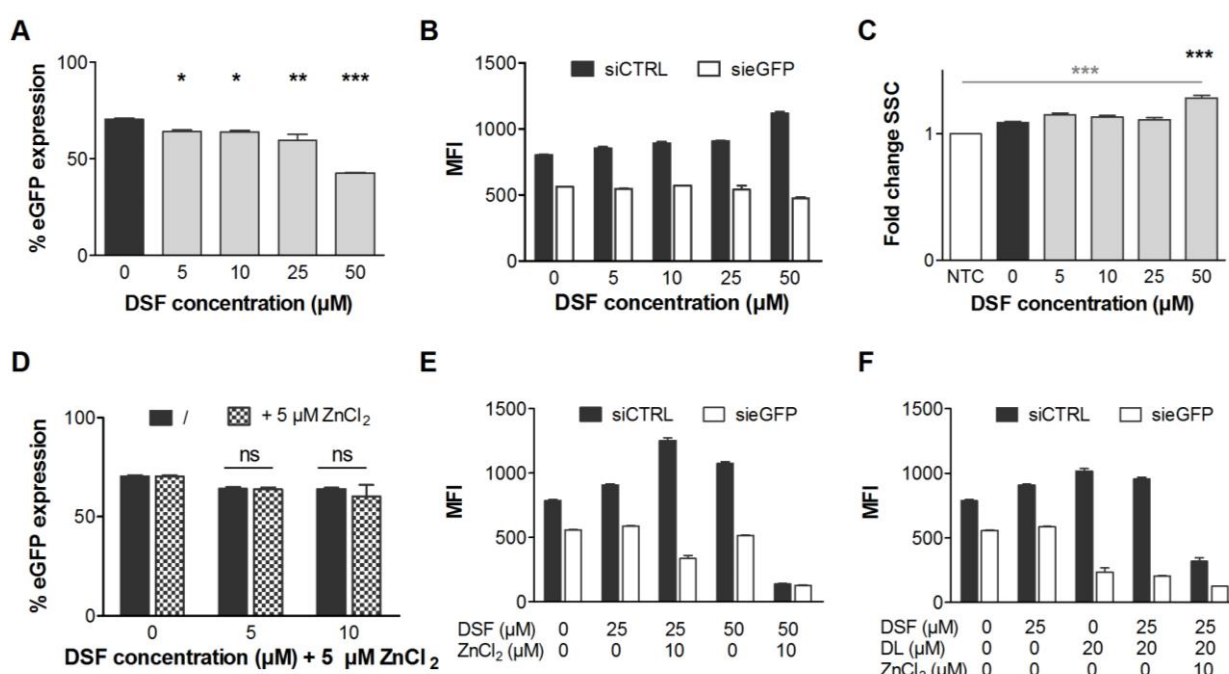 A
% eGFP expression
100
50
0
* * ** ***
0 5 10 25 50
DSF concentration (µM)
B
MFI
1500
1000
500
0
siCTRL sieGFP
0 5 10 25 50
DSF concentration (µM)
C
Fold change SSC
1
0
***
***
NTC 0 5 10 25 50
DSF concentration (µM)
D
% eGFP expression
100
50
0
/ + 5 µM ZnCl2
ns ns
0 5 10
DSF concentration (µM) + 5 µM ZnCl2
E
MFI
1500
1000
500
0
siCTRL sieGFP
DSF (µM) 0 25 25 50 50
ZnCl2 (µM) 0 0 10 0 10
F
MFI
1500
1000
500
0
siCTRL sieGFP
DSF (µM) 0 25 0 25 25
DL (µM) 0 0 20 20 20
ZnCl2 (µM) 0 0 0 0 10